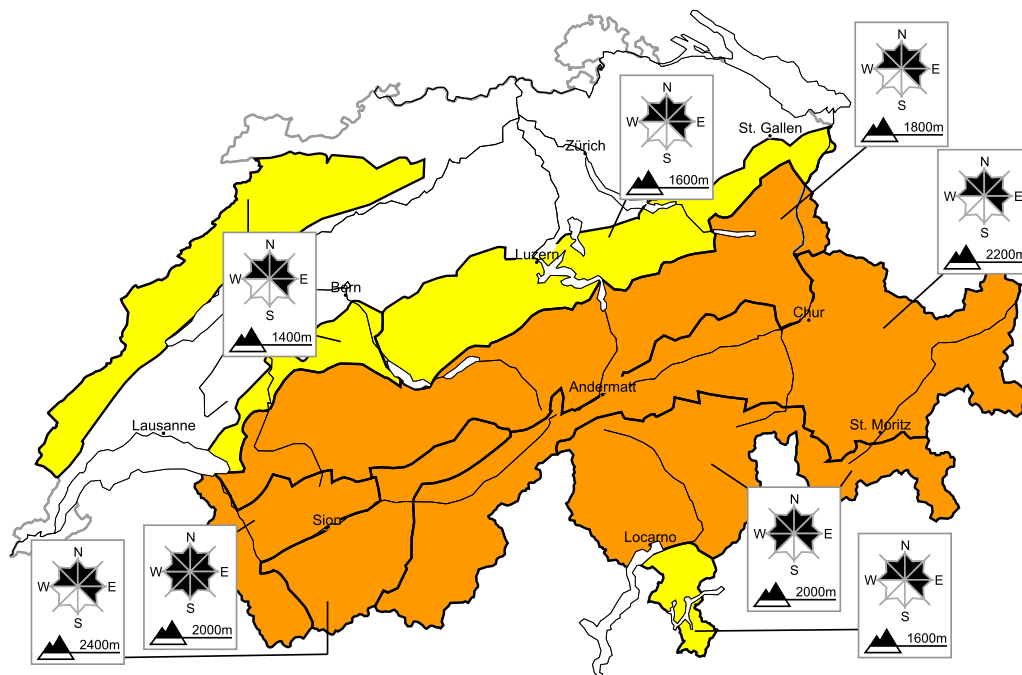 N
W E
S
1800m
N
W E
S
1600m
St. Gallen
Zürich
N
W E
S
2200m
N
W E
S
1400m
Luzern
Bern
Chur
Andermatt
Lausanne
St. Moritz
Sion
Locarno
N
W E
S
2400m
N
W E
S
2000m
N
W E
S
2000m
N
W E
S
1600m